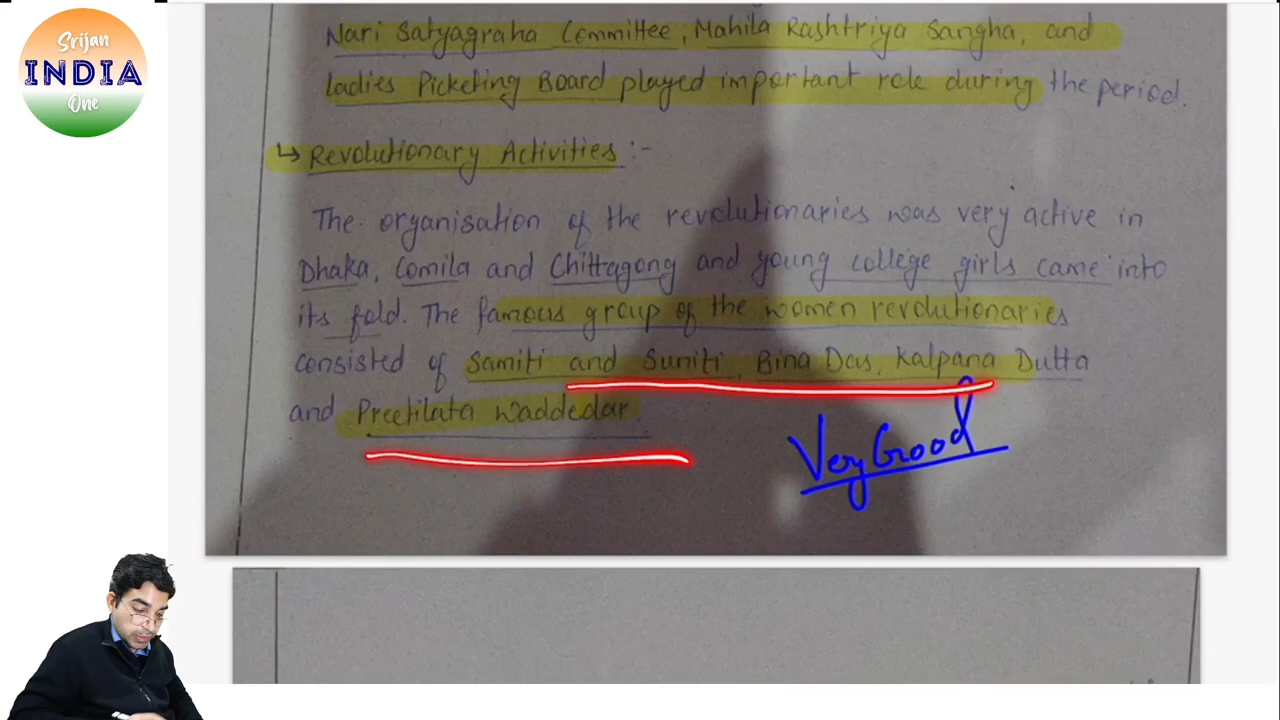 Srijan
INDIA
One
Nari Satyagraha Committee, Mahila Rashtriya Sangha, and
ladies Picketing Board played important role during the period.
↳ Revolutionary Activities :-
The organisation of the revolutionaries was very active in
Dhaka, Comila and Chittagong and young college girls came into
its fold. The famous group of the women revolutionaries
consisted of Samiti and Suniti, Bina Das, Kalpana Dutta
and Preetilata Waddedar.
Very Good